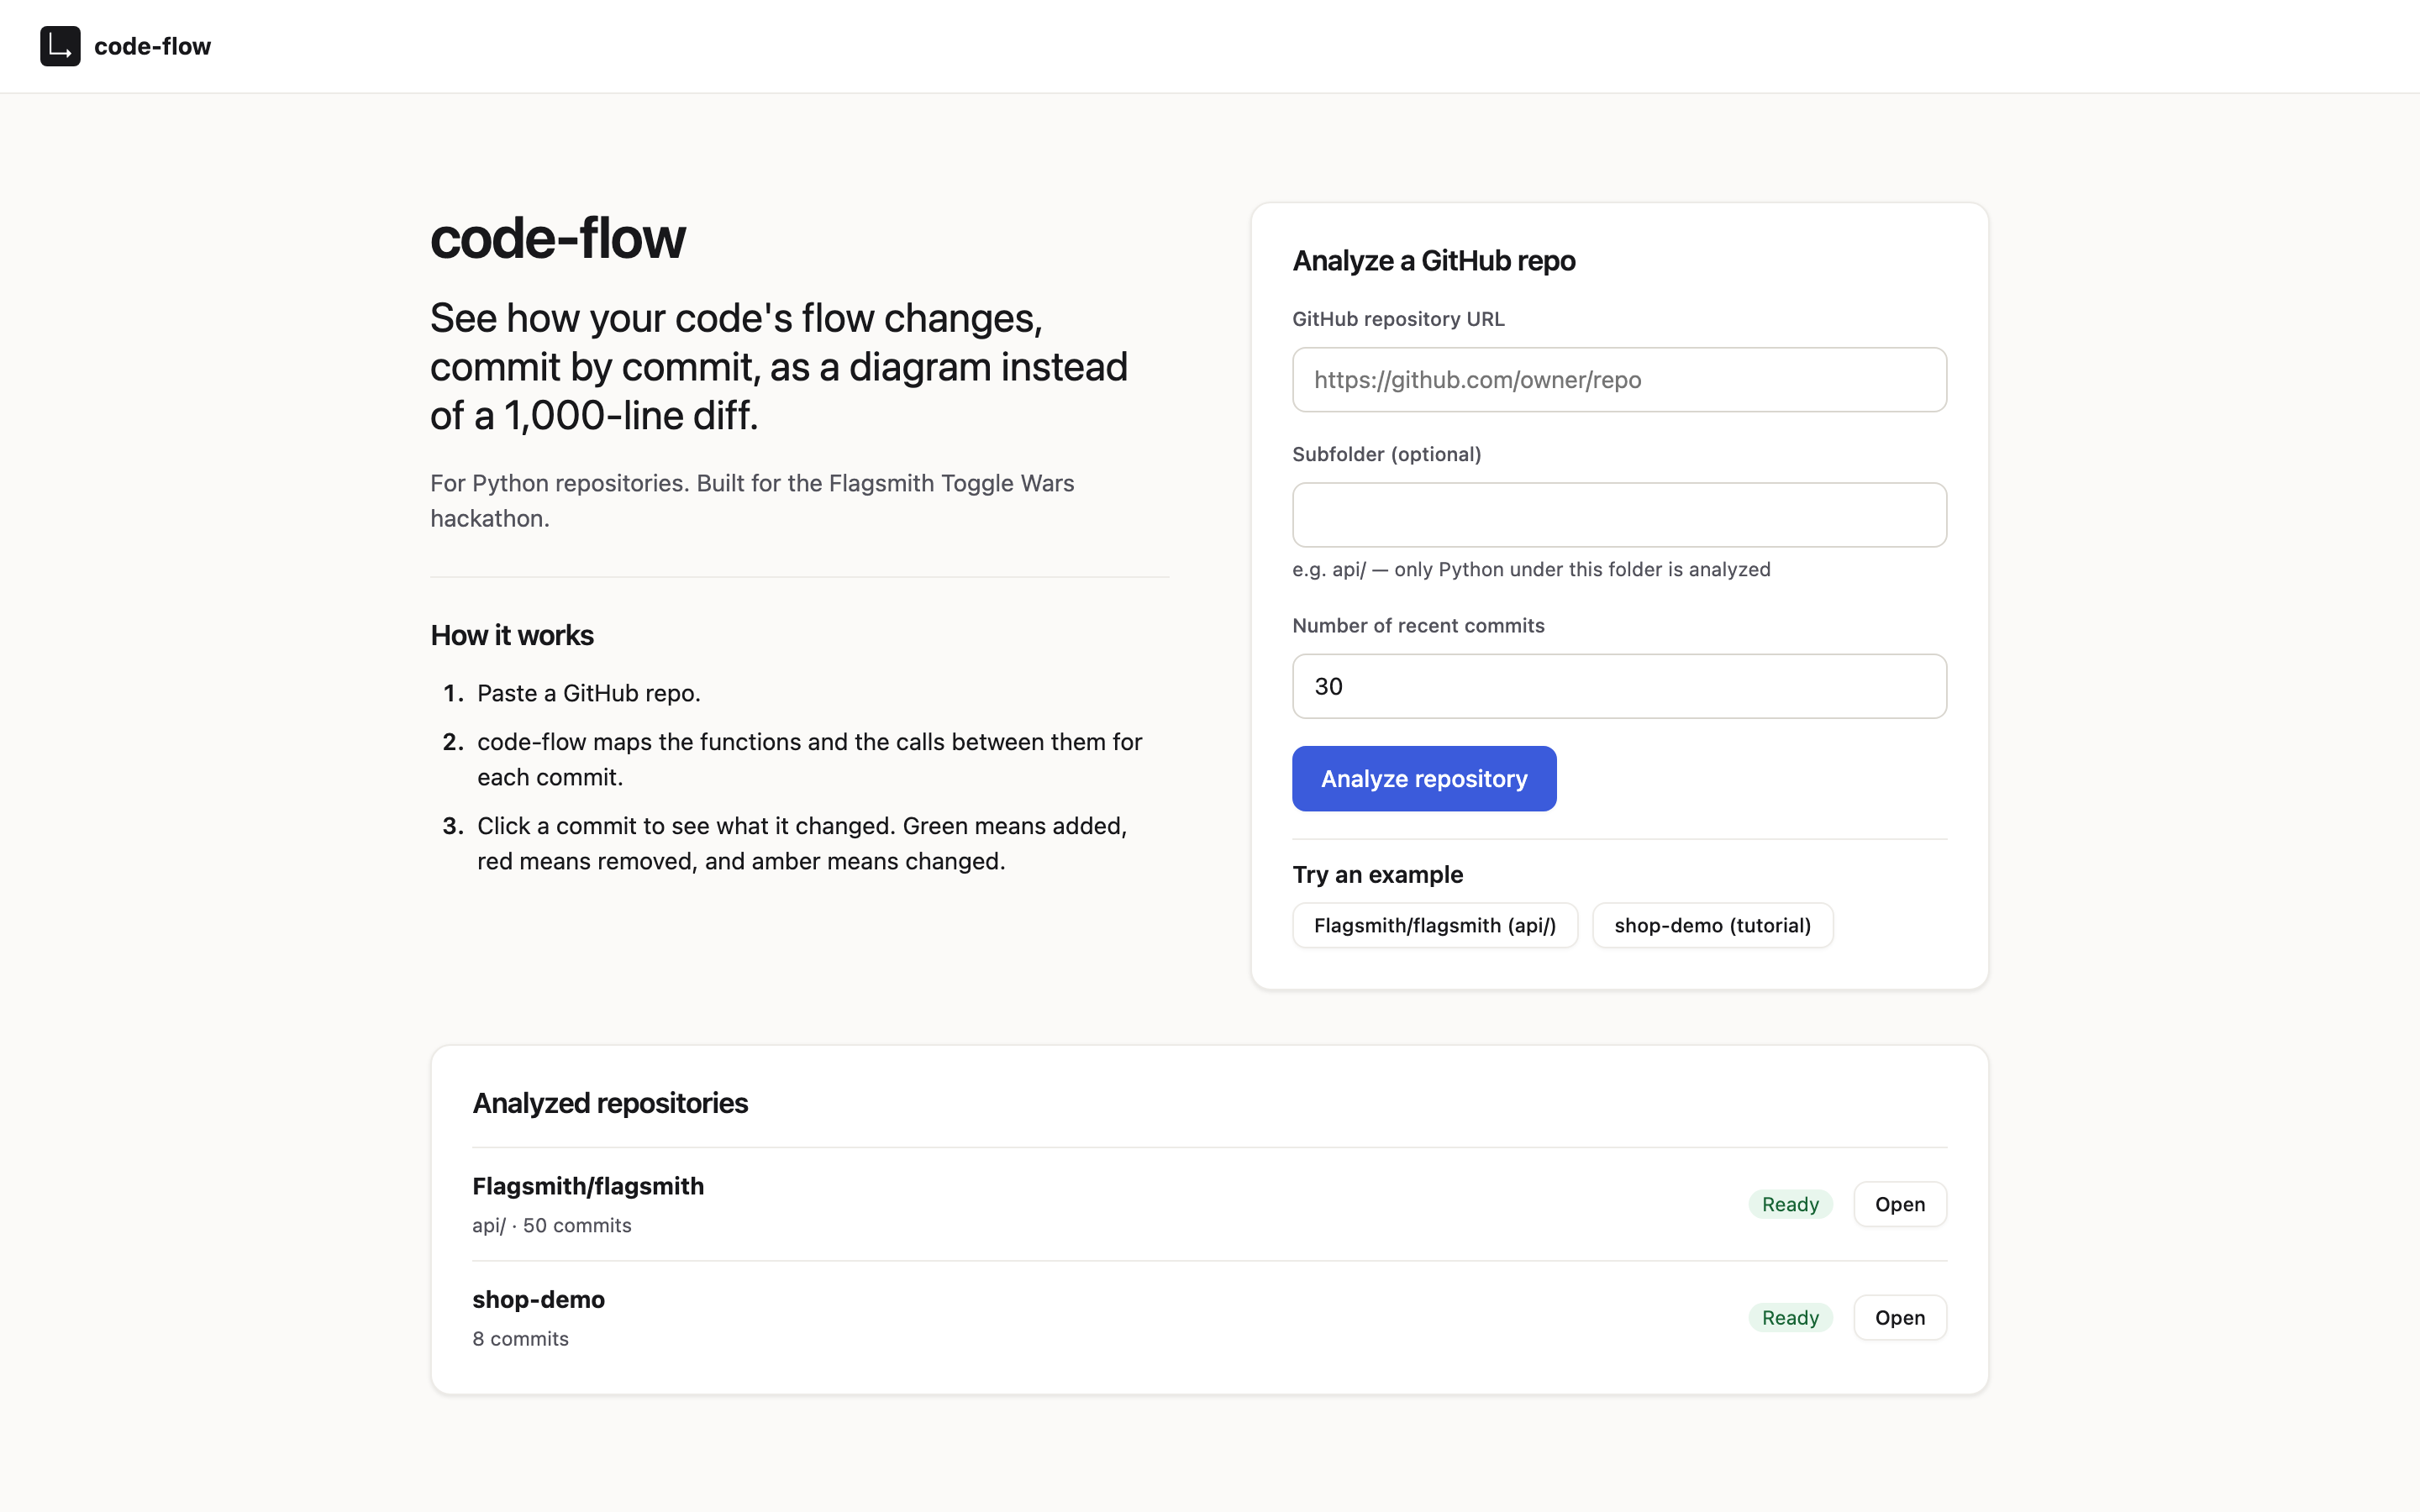 code-flow
code-flow
See how your code's flow changes,
commit by commit, as a diagram instead
of a 1,000-line diff.
For Python repositories. Built for the Flagsmith Toggle Wars
hackathon.
How it works
1. Paste a GitHub repo.
2. code-flow maps the functions and the calls between them for
each commit.
3. Click a commit to see what it changed. Green means added,
red means removed, and amber means changed.
Analyze a GitHub repo
GitHub repository URL
https://github.com/owner/repo
Subfolder (optional)
e.g. api/ — only Python under this folder is analyzed
Number of recent commits
30
Analyze repository
Try an example
Flagsmith/flagsmith (api/) shop-demo (tutorial)
Analyzed repositories
Flagsmith/flagsmith
api/ · 50 commits
Ready Open
shop-demo
8 commits
Ready Open